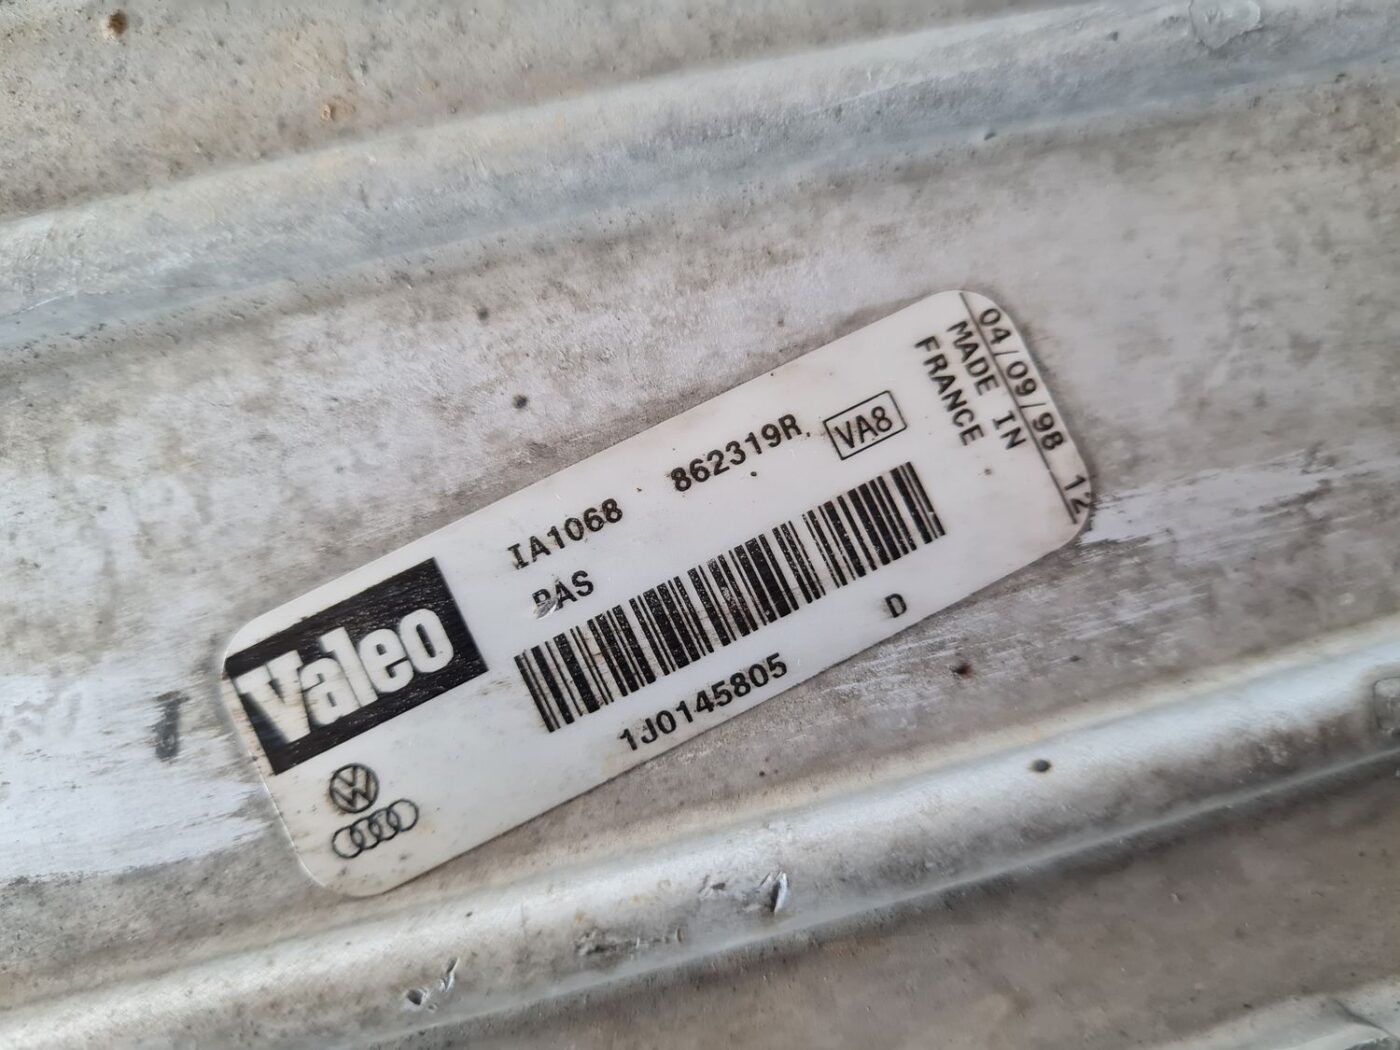 Valeo
IA1068 862319R VA8
BAS
1J0145805 D
MADE IN
FRANCE
04/09/98 12